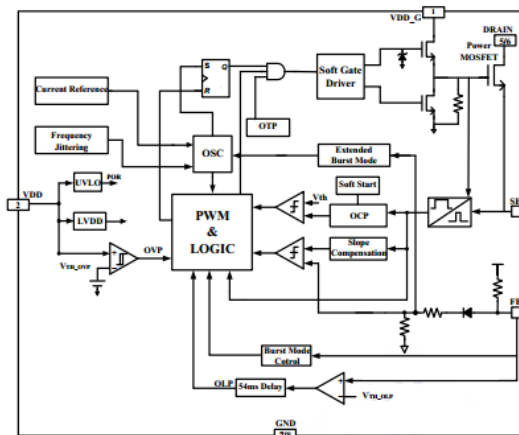 1
VDD_G
DRAIN
5/6
Power
MOSFET
S Q
R
Soft Gate
Driver
Current Reference
OTP
Frequency
Jittering
OSC
Extended
Burst Mode
VDD
2
UVLO
POR
LVDD
PWM
&
LOGIC
Vth
Soft Start
OCP
Slope
Compensation
OVP
VTH_OVP
Burst Mode
Cotrol
OLP
54ms Delay
VTH_OLP
GND